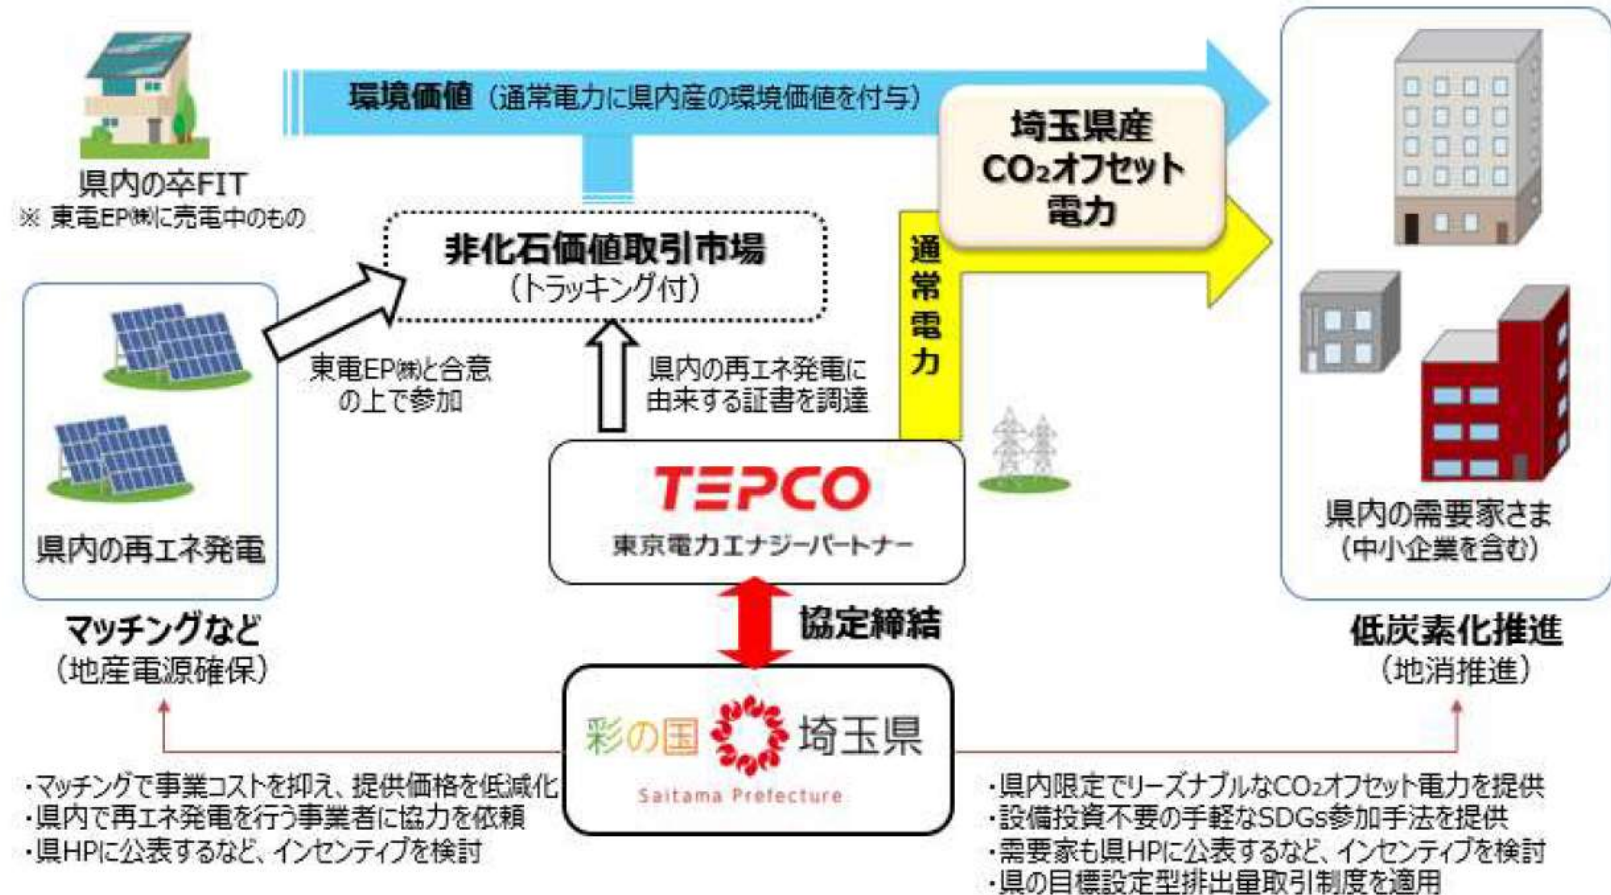 環境価値（通常電力に県内産の環境価値を付与）
埼玉県産
CO₂オフセット
電力
県内の卒FIT
※ 東電EP㈱に売電中のもの
非化石価値取引市場
（トラッキング付）
通常電力
東電EP㈱と合意
の上で参加
県内の再エネ発電に
由来する証書を調達
県内の再エネ発電
TEPCO
東京電力エナジーパートナー
県内の需要家さま
（中小企業を含む）
マッチングなど
（地産電源確保）
協定締結
低炭素化推進
（地消推進）
彩の国 埼玉県
Saitama Prefecture
・マッチングで事業コストを抑え、提供価格を低減化
・県内で再エネ発電を行う事業者に協力を依頼
・県HPに公表するなど、インセンティブを検討
・県内限定でリーズナブルなCO₂オフセット電力を提供
・設備投資不要の手軽なSDGs参加手法を提供
・需要家も県HPに公表するなど、インセンティブを検討
・県の目標設定型排出量取引制度を適用